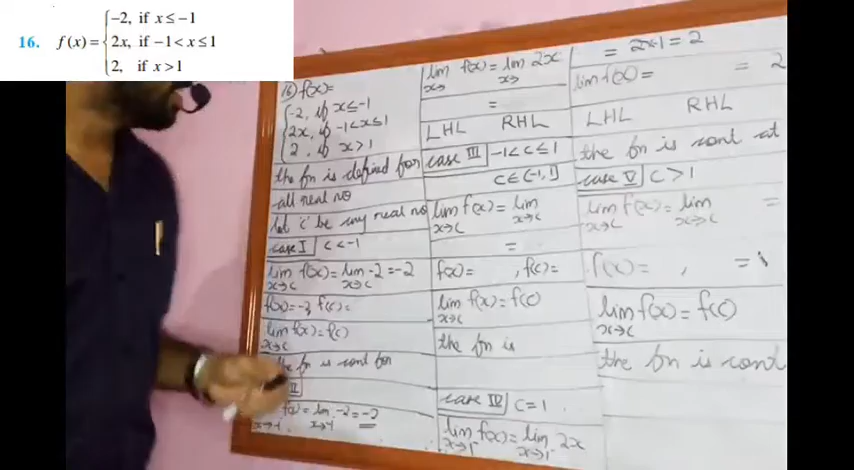 16. f(x) = { -2, if x ≤ -1
2x, if -1 < x ≤ 1
2, if x > 1
16) f(x)=
{ -2, if x ≤ -1
2x, if -1 < x ≤ 1
2, if x > 1
the fn is defined for
all real no
let 'c' be any real no
case I c < -1
lim f(x) = lim -2 = -2
x→c x→c
f(x) = -2, f(c) =
lim f(x) = f(c)
x→c
the fn is cont for
II
f(x) = lim -2 = -2
x→-1 x→-1
lim f(x) = lim 2x
x→ x→
=
LHL RHL
case III -1 < c ≤ 1
c ∈ (-1, 1]
lim f(x) = lim
x→c x→c
=
f(x) = , f(c) =
lim f(x) = f(c)
x→c
the fn is
case IV c = 1
lim f(x) = lim 2x
x→1⁻ x→1⁻
= 2×1 = 2
lim f(x) = = 2
LHL RHL
the fn is cont at
case V c > 1
lim f(x) = lim =
x→c x→c
f(x) = , =
lim f(x) = f(c)
x→c
the fn is cont